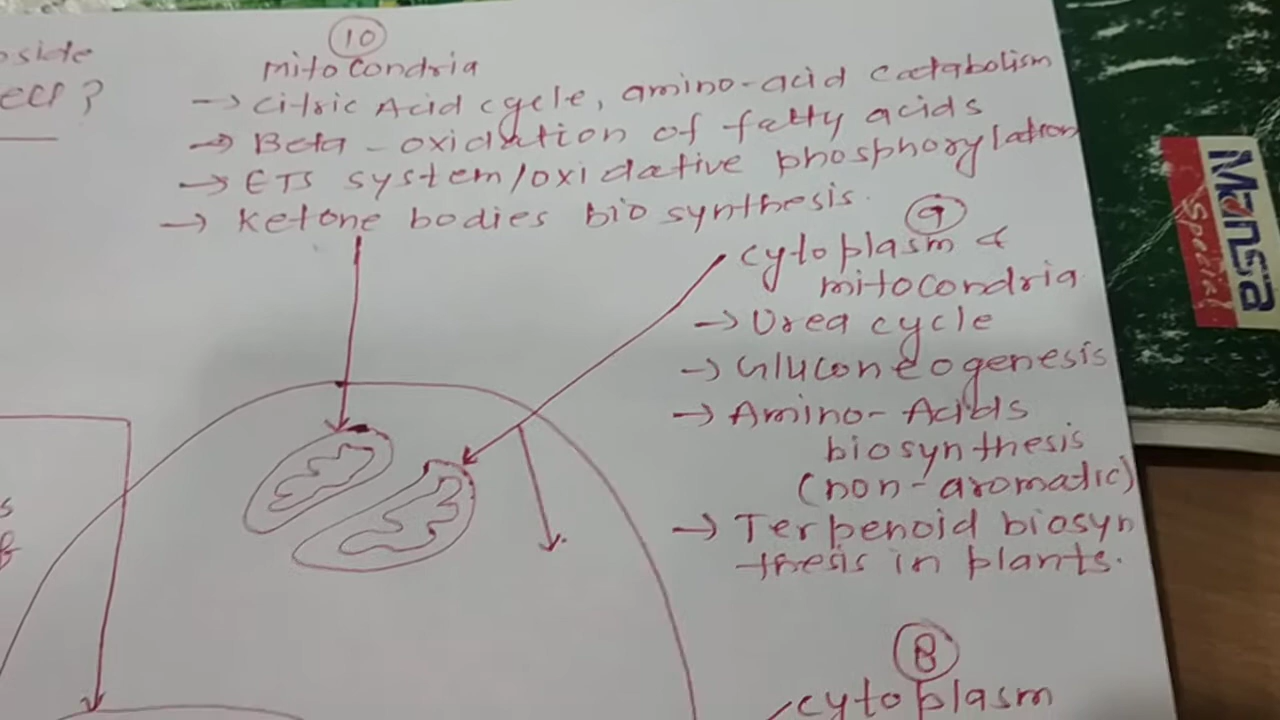 10
mitocondria
→ Citric Acid cycle, amino-acid catabolism
→ Beta-oxidation of fatty acids
→ ETS system/oxidative phosphorylation
→ Ketone bodies biosynthesis.
9
cytoplasm &
mitocondria
→ Urea cycle
→ Gluconeogenesis
→ Amino-Acids
biosynthesis
(non-aromatic)
→ Terpenoid biosyn
thesis in plants.
8
cytoplasm
Mansa
Special